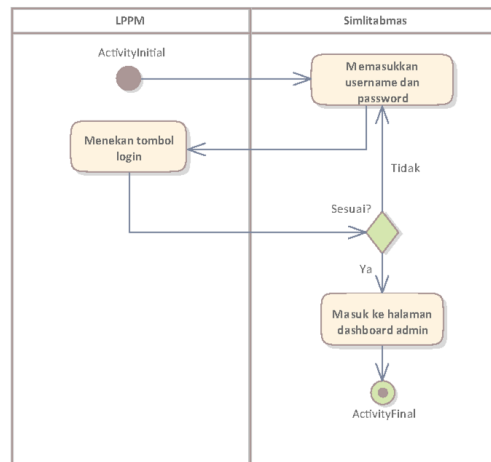 LPPM
Simlitabmas
ActivityInitial
Memasukkan
username dan
password
Menekan tombol
login
Tidak
Sesuai?
Ya
Masuk ke halaman
dashboard admin
ActivityFinal